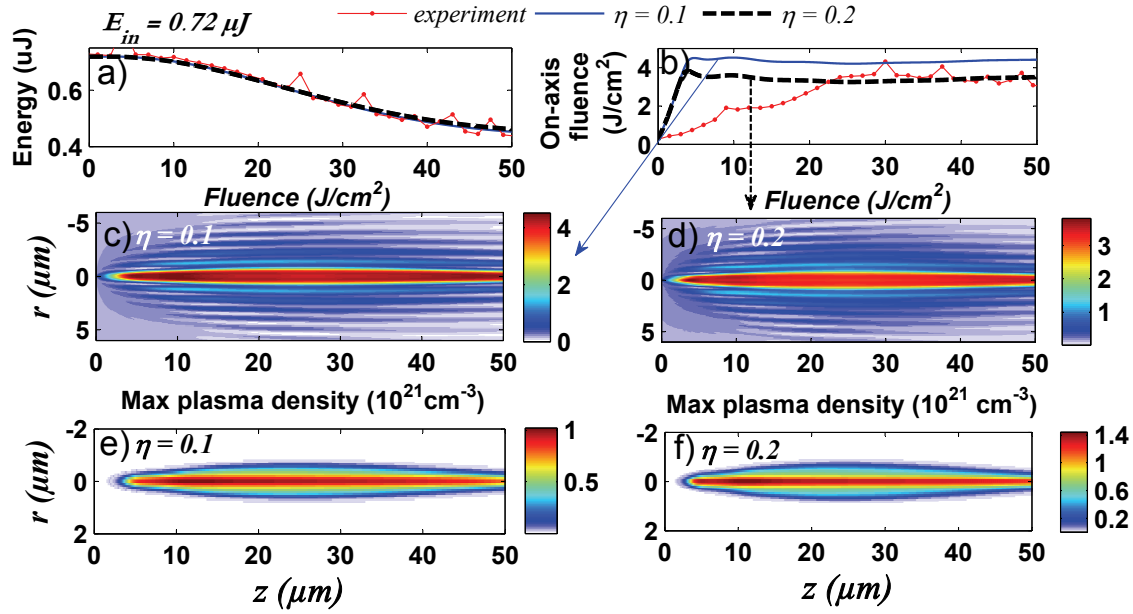 E_in = 0.72 μJ
experiment η = 0.1 η = 0.2
Energy (uJ)
0.6
0.4
a)
0 10 20 30 40 50
On-axis
fluence
(J/cm²)
4
2
0
b)
0 5 10 15 20 25 30 35 40 45 50
Fluence (J/cm²)
r (μm)
-5
0
5
c) η = 0.1
4
2
0
0 10 20 30 40 50
Fluence (J/cm²)
-5
0
5
d) η = 0.2
3
2
1
0 10 20 30 40 50
Max plasma density (10²¹cm⁻³)
r (μm)
-2
0
2
e) η = 0.1
1
0.5
0 10 20 30 40 50
z (μm)
Max plasma density (10²¹ cm⁻³)
-2
0
2
f) η = 0.2
1.4
1
0.6
0.2
0 10 20 30 40 50
z (μm)